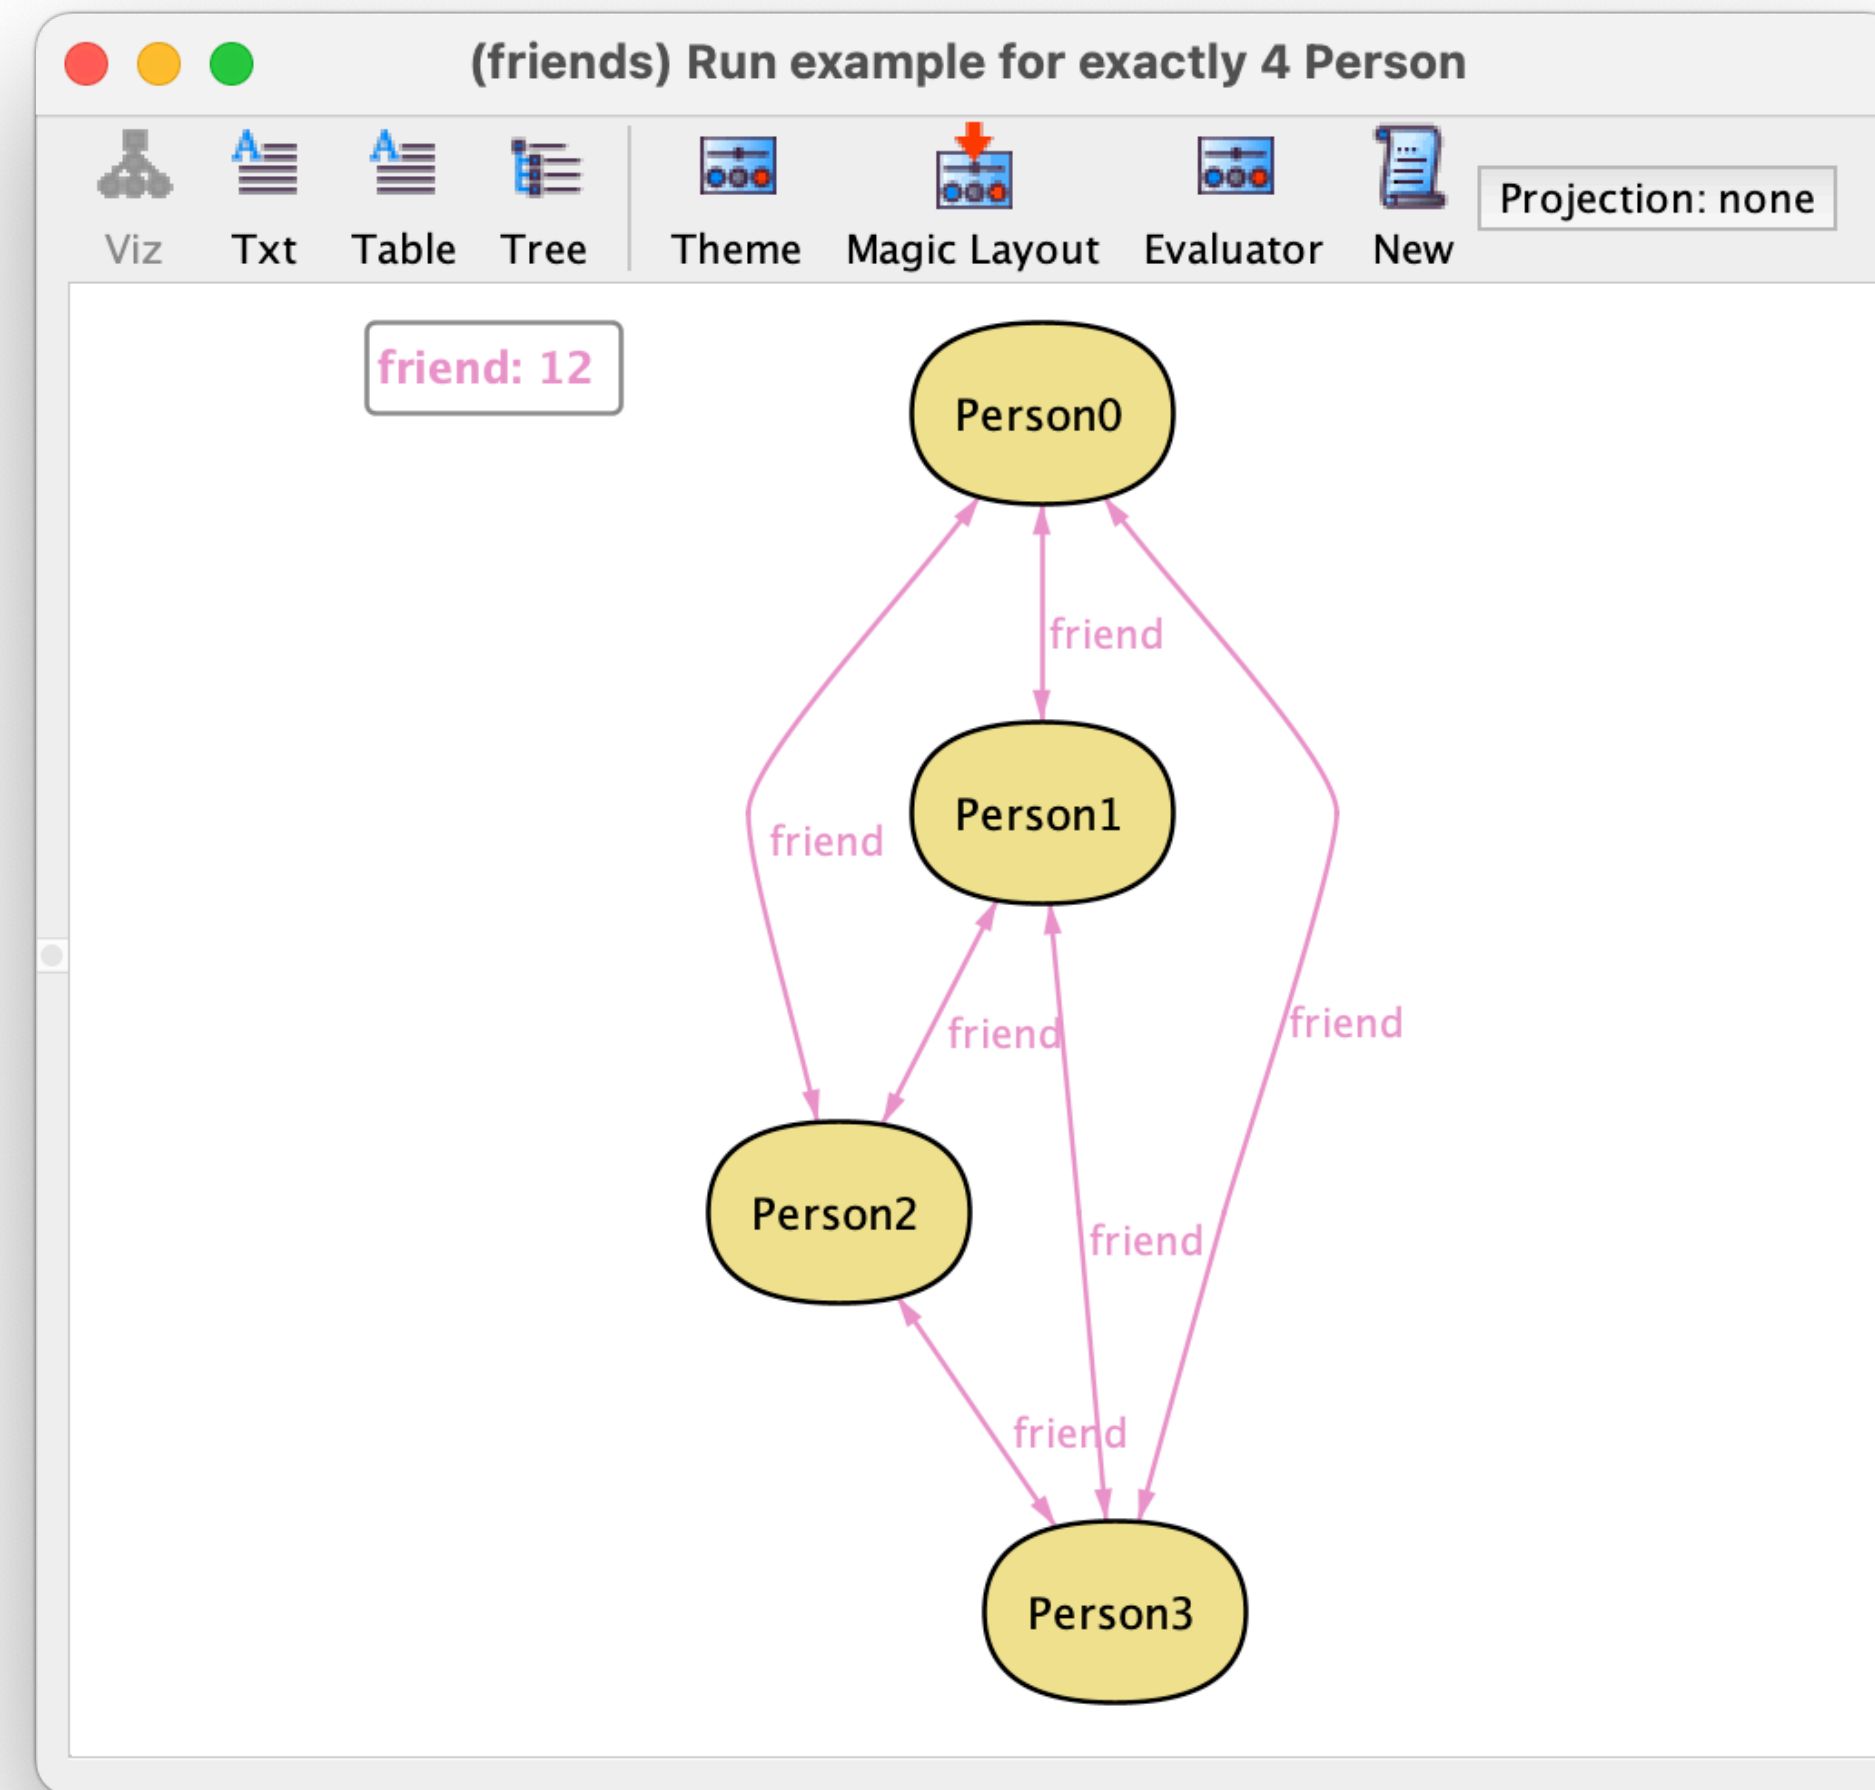 (friends) Run example for exactly 4 Person
Viz Txt Table Tree Theme Magic Layout Evaluator New Projection: none
friend: 12
Person0
friend
Person1
friend
friend
friend
Person2
friend
friend
Person3